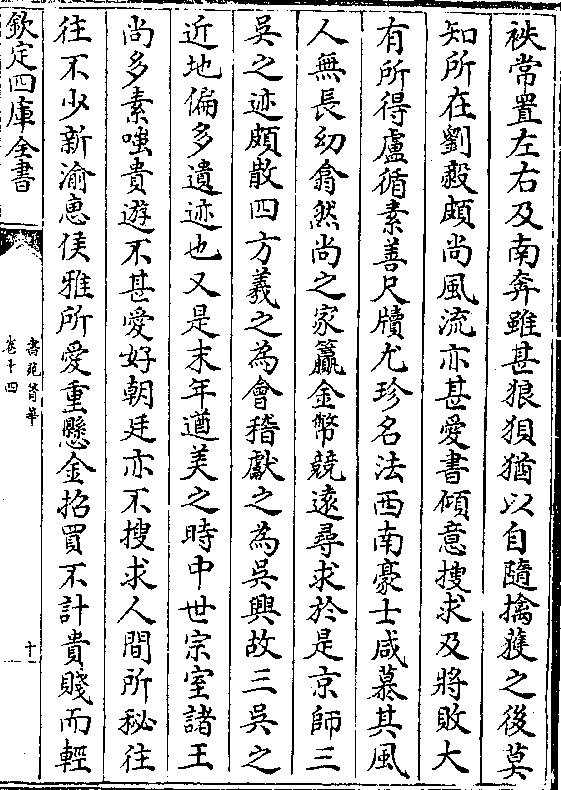 袟常置左右及南奔雖甚狼狽猶以自隨擒獲之後莫
知所在劉毅頗尚風流亦甚愛書傾意搜求及將敗大
有所得盧循素善尺牘尤珍名法西南豪士咸慕其風
人無長幼翕然尚之家籯金幣競遠尋求於是京師三
吳之迹頗散四方羲之為會稽獻之為吳興故三吳之
近地偏多遺迹也又是末年遒美之時中世宗室諸王
尚多素嗤貴遊不甚愛好朝廷亦不搜求人間所秘往
往不少新渝惠侯雅所愛重懸金招買不計貴賤而輕
欽定四庫全書
書苑菁華
卷十四
十一